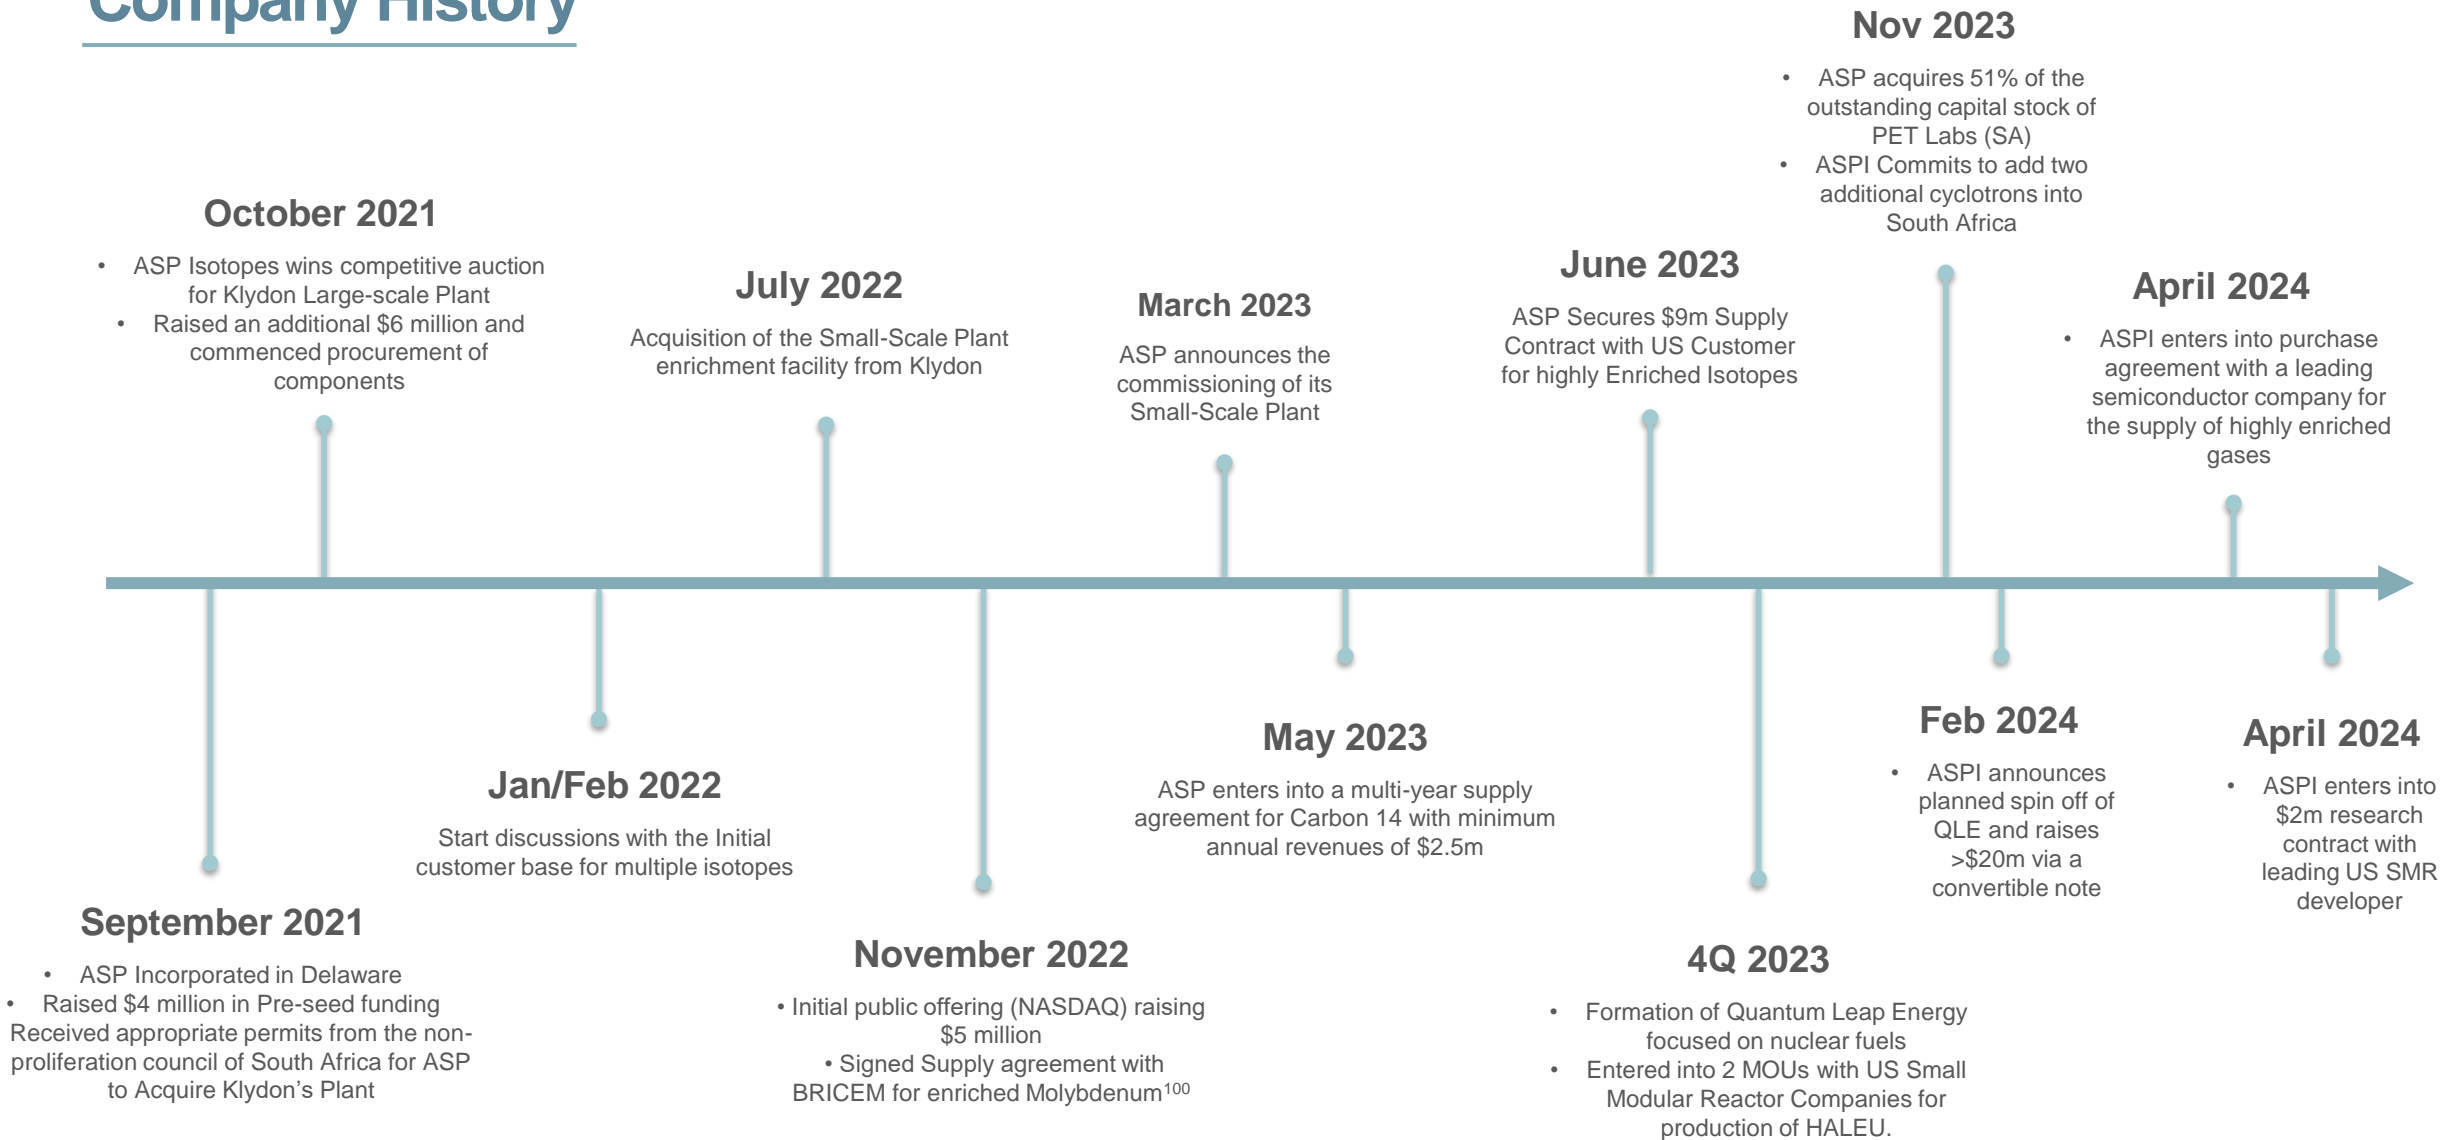 Company History
September 2021
• ASP Incorporated in Delaware
• Raised $4 million in Pre-seed funding
Received appropriate permits from the non-
proliferation council of South Africa for ASP
to Acquire Klydon’s Plant
October 2021
• ASP Isotopes wins competitive auction
for Klydon Large-scale Plant
• Raised an additional $6 million and
commenced procurement of
components
Jan/Feb 2022
Start discussions with the Initial
customer base for multiple isotopes
July 2022
Acquisition of the Small-Scale Plant
enrichment facility from Klydon
November 2022
• Initial public offering (NASDAQ) raising
$5 million
• Signed Supply agreement with
BRICEM for enriched Molybdenum¹⁰⁰
March 2023
ASP announces the
commissioning of its
Small-Scale Plant
May 2023
ASP enters into a multi-year supply
agreement for Carbon 14 with minimum
annual revenues of $2.5m
June 2023
ASP Secures $9m Supply
Contract with US Customer
for highly Enriched Isotopes
4Q 2023
• Formation of Quantum Leap Energy
focused on nuclear fuels
• Entered into 2 MOUs with US Small
Modular Reactor Companies for
production of HALEU.
Nov 2023
• ASP acquires 51% of the
outstanding capital stock of
PET Labs (SA)
• ASPI Commits to add two
additional cyclotrons into
South Africa
Feb 2024
• ASPI announces
planned spin off of
QLE and raises
>$20m via a
convertible note
April 2024
• ASPI enters into purchase
agreement with a leading
semiconductor company for
the supply of highly enriched
gases
April 2024
• ASPI enters into
$2m research
contract with
leading US SMR
developer